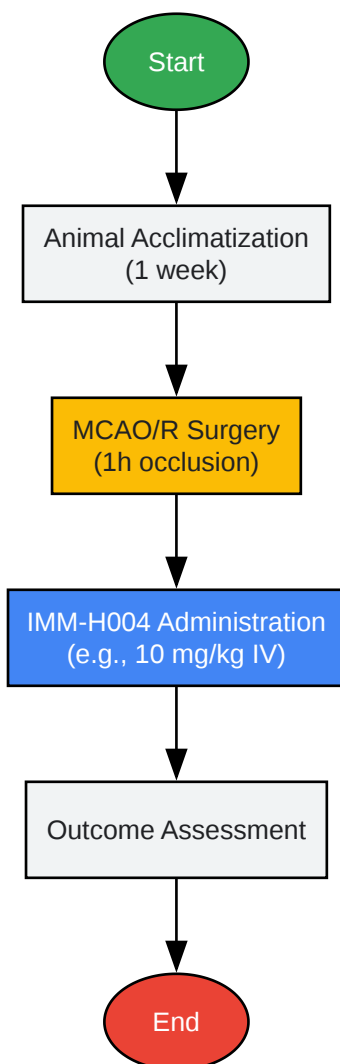 Start
Animal Acclimatization
(1 week)
MCAO/R Surgery
(1h occlusion)
IMM-H004 Administration
(e.g., 10 mg/kg IV)
Outcome Assessment
End